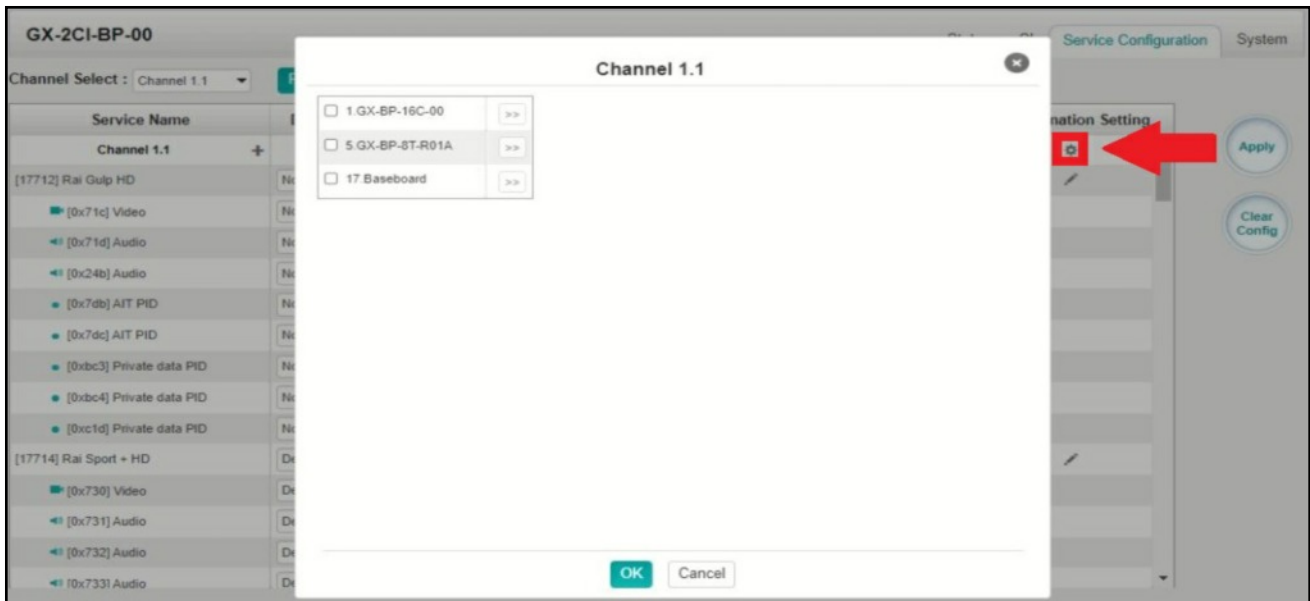 GX-2CI-BP-00
Service Configuration
System
Channel Select : Channel 1.1
Channel 1.1
Service Name
nation Setting
Channel 1.1 +
1.GX-BP-16C-00 >>
5.GX-BP-8T-R01A >>
17.Baseboard >>
Apply
Clear
Config
[17712] Rai Gulp HD
[0x71c] Video
[0x71d] Audio
[0x24b] Audio
[0x7db] AIT PID
[0x7dc] AIT PID
[0xbc3] Private data PID
[0xbc4] Private data PID
[0xc1d] Private data PID
[17714] Rai Sport + HD
[0x730] Video
[0x731] Audio
[0x732] Audio
[0x733] Audio
OK
Cancel